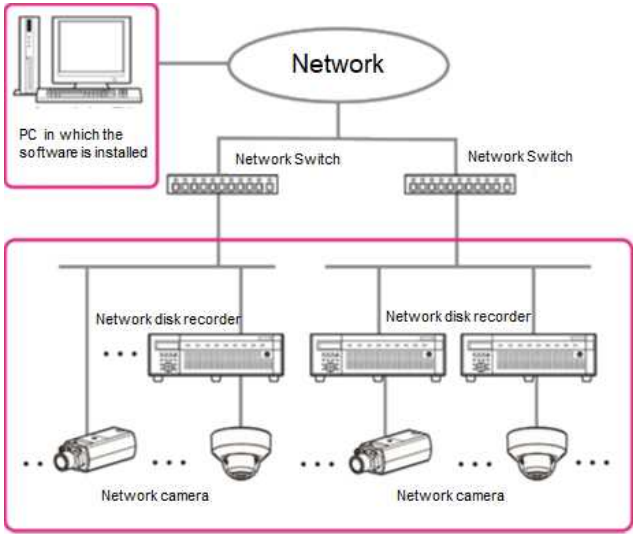 Network
PC in which the
software is installed
Network Switch
Network Switch
Network disk recorder
Network disk recorder
Network camera
Network camera